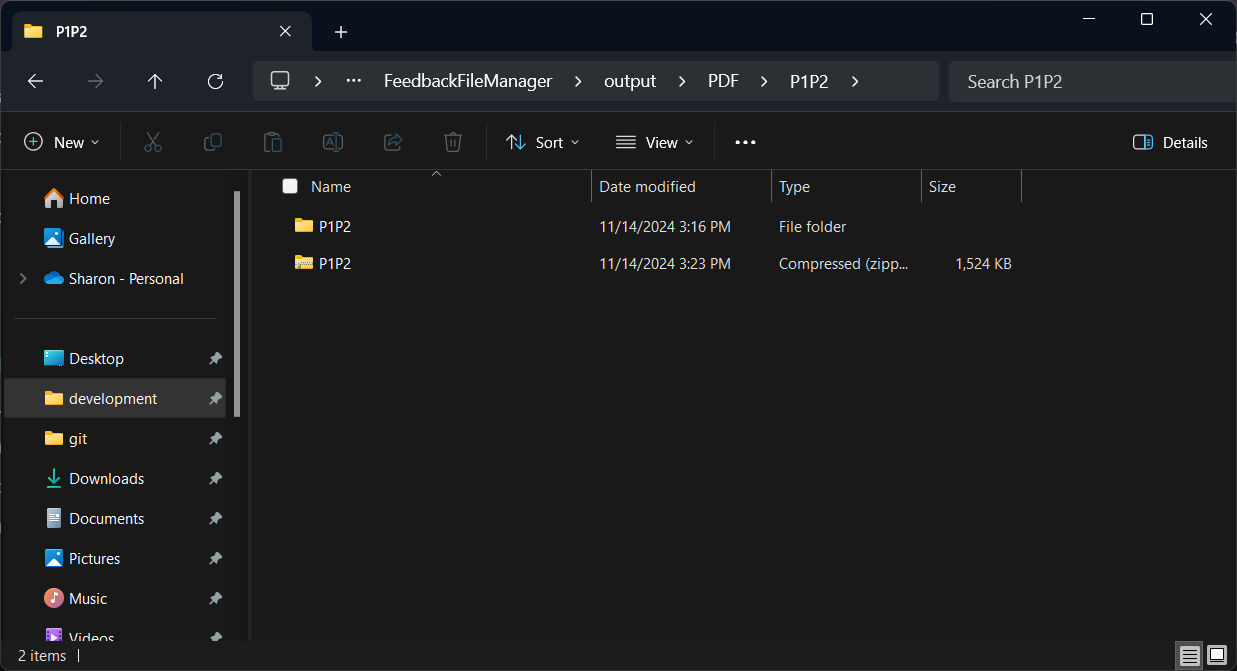 P1P2
FeedbackFileManager output PDF P1P2
Search P1P2
New Sort View Details
Name Date modified Type Size
P1P2 11/14/2024 3:16 PM File folder
P1P2 11/14/2024 3:23 PM Compressed (zipp... 1,524 KB
Home
Gallery
Sharon - Personal
Desktop
development
git
Downloads
Documents
Pictures
Music
Videos
2 items